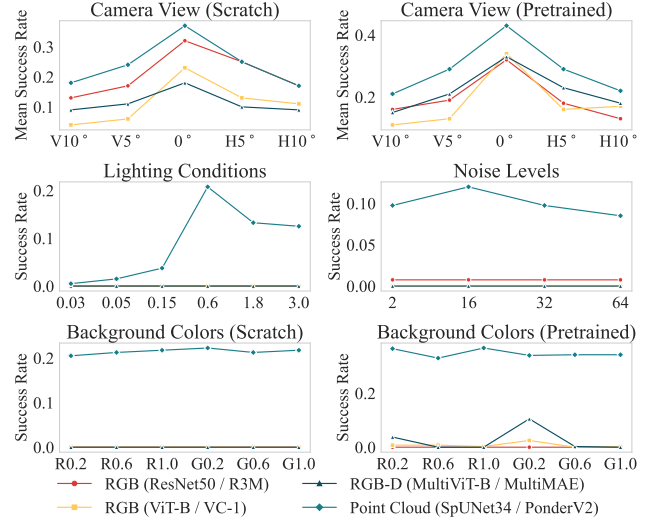 Camera View (Scratch)
Mean Success Rate
0.3
0.2
0.1
V10° V5° 0° H5° H10°
Camera View (Pretrained)
Mean Success Rate
0.4
0.2
V10° V5° 0° H5° H10°
Lighting Conditions
Success Rate
0.2
0.1
0.0
0.03 0.05 0.15 0.6 1.8 3.0
Noise Levels
Success Rate
0.10
0.05
0.00
2 16 32 64
Background Colors (Scratch)
Success Rate
0.2
0.1
0.0
R0.2 R0.6 R1.0 G0.2 G0.6 G1.0
Background Colors (Pretrained)
Success Rate
0.2
0.0
R0.2 R0.6 R1.0 G0.2 G0.6 G1.0
RGB (ResNet50 / R3M)
RGB-D (MultiViT-B / MultiMAE)
RGB (ViT-B / VC-1)
Point Cloud (SpUNet34 / PonderV2)